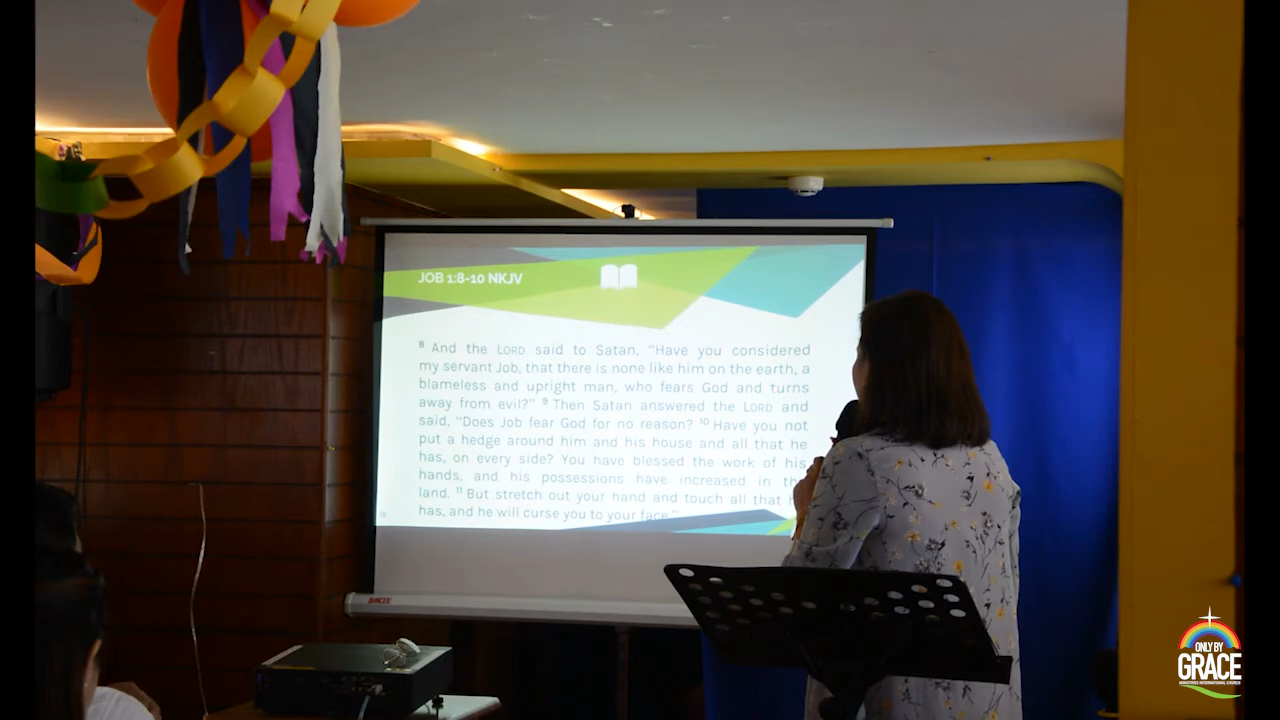 JOB 1:8-10 NKJV
8 And the LORD said to Satan, "Have you considered
my servant Job, that there is none like him on the earth, a
blameless and upright man, who fears God and turns
away from evil?" 9 Then Satan answered the LORD and
said, "Does Job fear God for no reason? 10 Have you not
put a hedge around him and his house and all that he
has, on every side? You have blessed the work of his
hands, and his possessions have increased in the
land. 11 But stretch out your hand and touch all that
has, and he will curse you to your face."
ONLY BY
GRACE
MINISTRIES INTERNATIONAL CHURCH